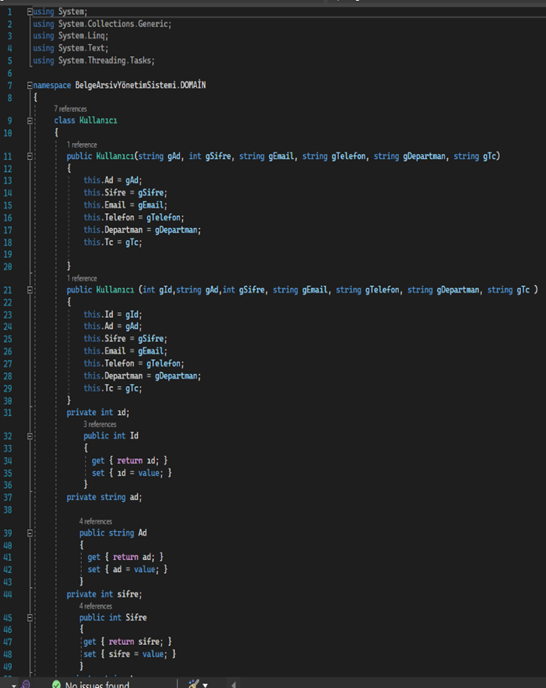 1 using System;
2 using System.Collections.Generic;
3 using System.Linq;
4 using System.Text;
5 using System.Threading.Tasks;
6
7 namespace BelgeArsivYönetimSistemi.DOMAİN
8 {
7 references
9 class Kullanıcı
10 {
1 reference
11 public Kullanıcı(string gAd, int gSifre, string gEmail, string gTelefon, string gDepartman, string gTc)
12 {
13 this.Ad = gAd;
14 this.Sifre = gSifre;
15 this.Email = gEmail;
16 this.Telefon = gTelefon;
17 this.Departman = gDepartman;
18 this.Tc = gTc;
19
20 }
1 reference
21 public Kullanıcı (int gId,string gAd,int gSifre, string gEmail, string gTelefon, string gDepartman, string gTc )
22 {
23 this.Id = gId;
24 this.Ad = gAd;
25 this.Sifre = gSifre;
26 this.Email = gEmail;
27 this.Telefon = gTelefon;
28 this.Departman = gDepartman;
29 this.Tc = gTc;
30 }
31 private int ıd;
3 references
32 public int Id
33 {
34 get { return ıd; }
35 set { ıd = value; }
36 }
37 private string ad;
38
4 references
39 public string Ad
40 {
41 get { return ad; }
42 set { ad = value; }
43 }
44 private int sifre;
4 references
45 public int Sifre
46 {
47 get { return sifre; }
48 set { sifre = value; }
49 }
No issues found